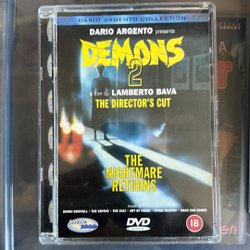 DARIO ARGENTO COLLECTION
DARIO ARGENTO presents
DEMONS
2
a film by LAMBERTO BAVA
THE DIRECTOR'S CUT
THE
NIGHTMARE
RETURNS
DVD
18